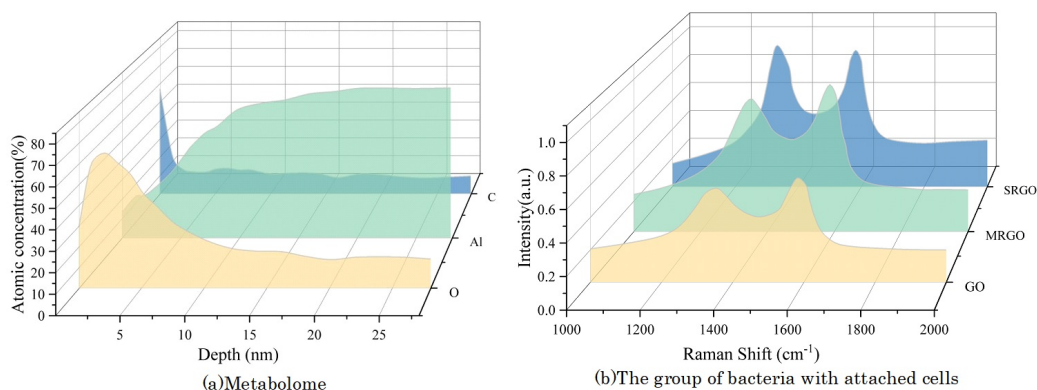 Atomic concentration(%)
80
70
60
50
40
30
20
10
0
5
10
15
20
25
Depth (nm)
C
Al
O
(a)Metabolome
Intensity(a.u.)
1.0
0.8
0.6
0.4
0.2
0.0
1000
1200
1400
1600
1800
2000
Raman Shift (cm⁻¹)
SRGO
MRGO
GO
(b)The group of bacteria with attached cells